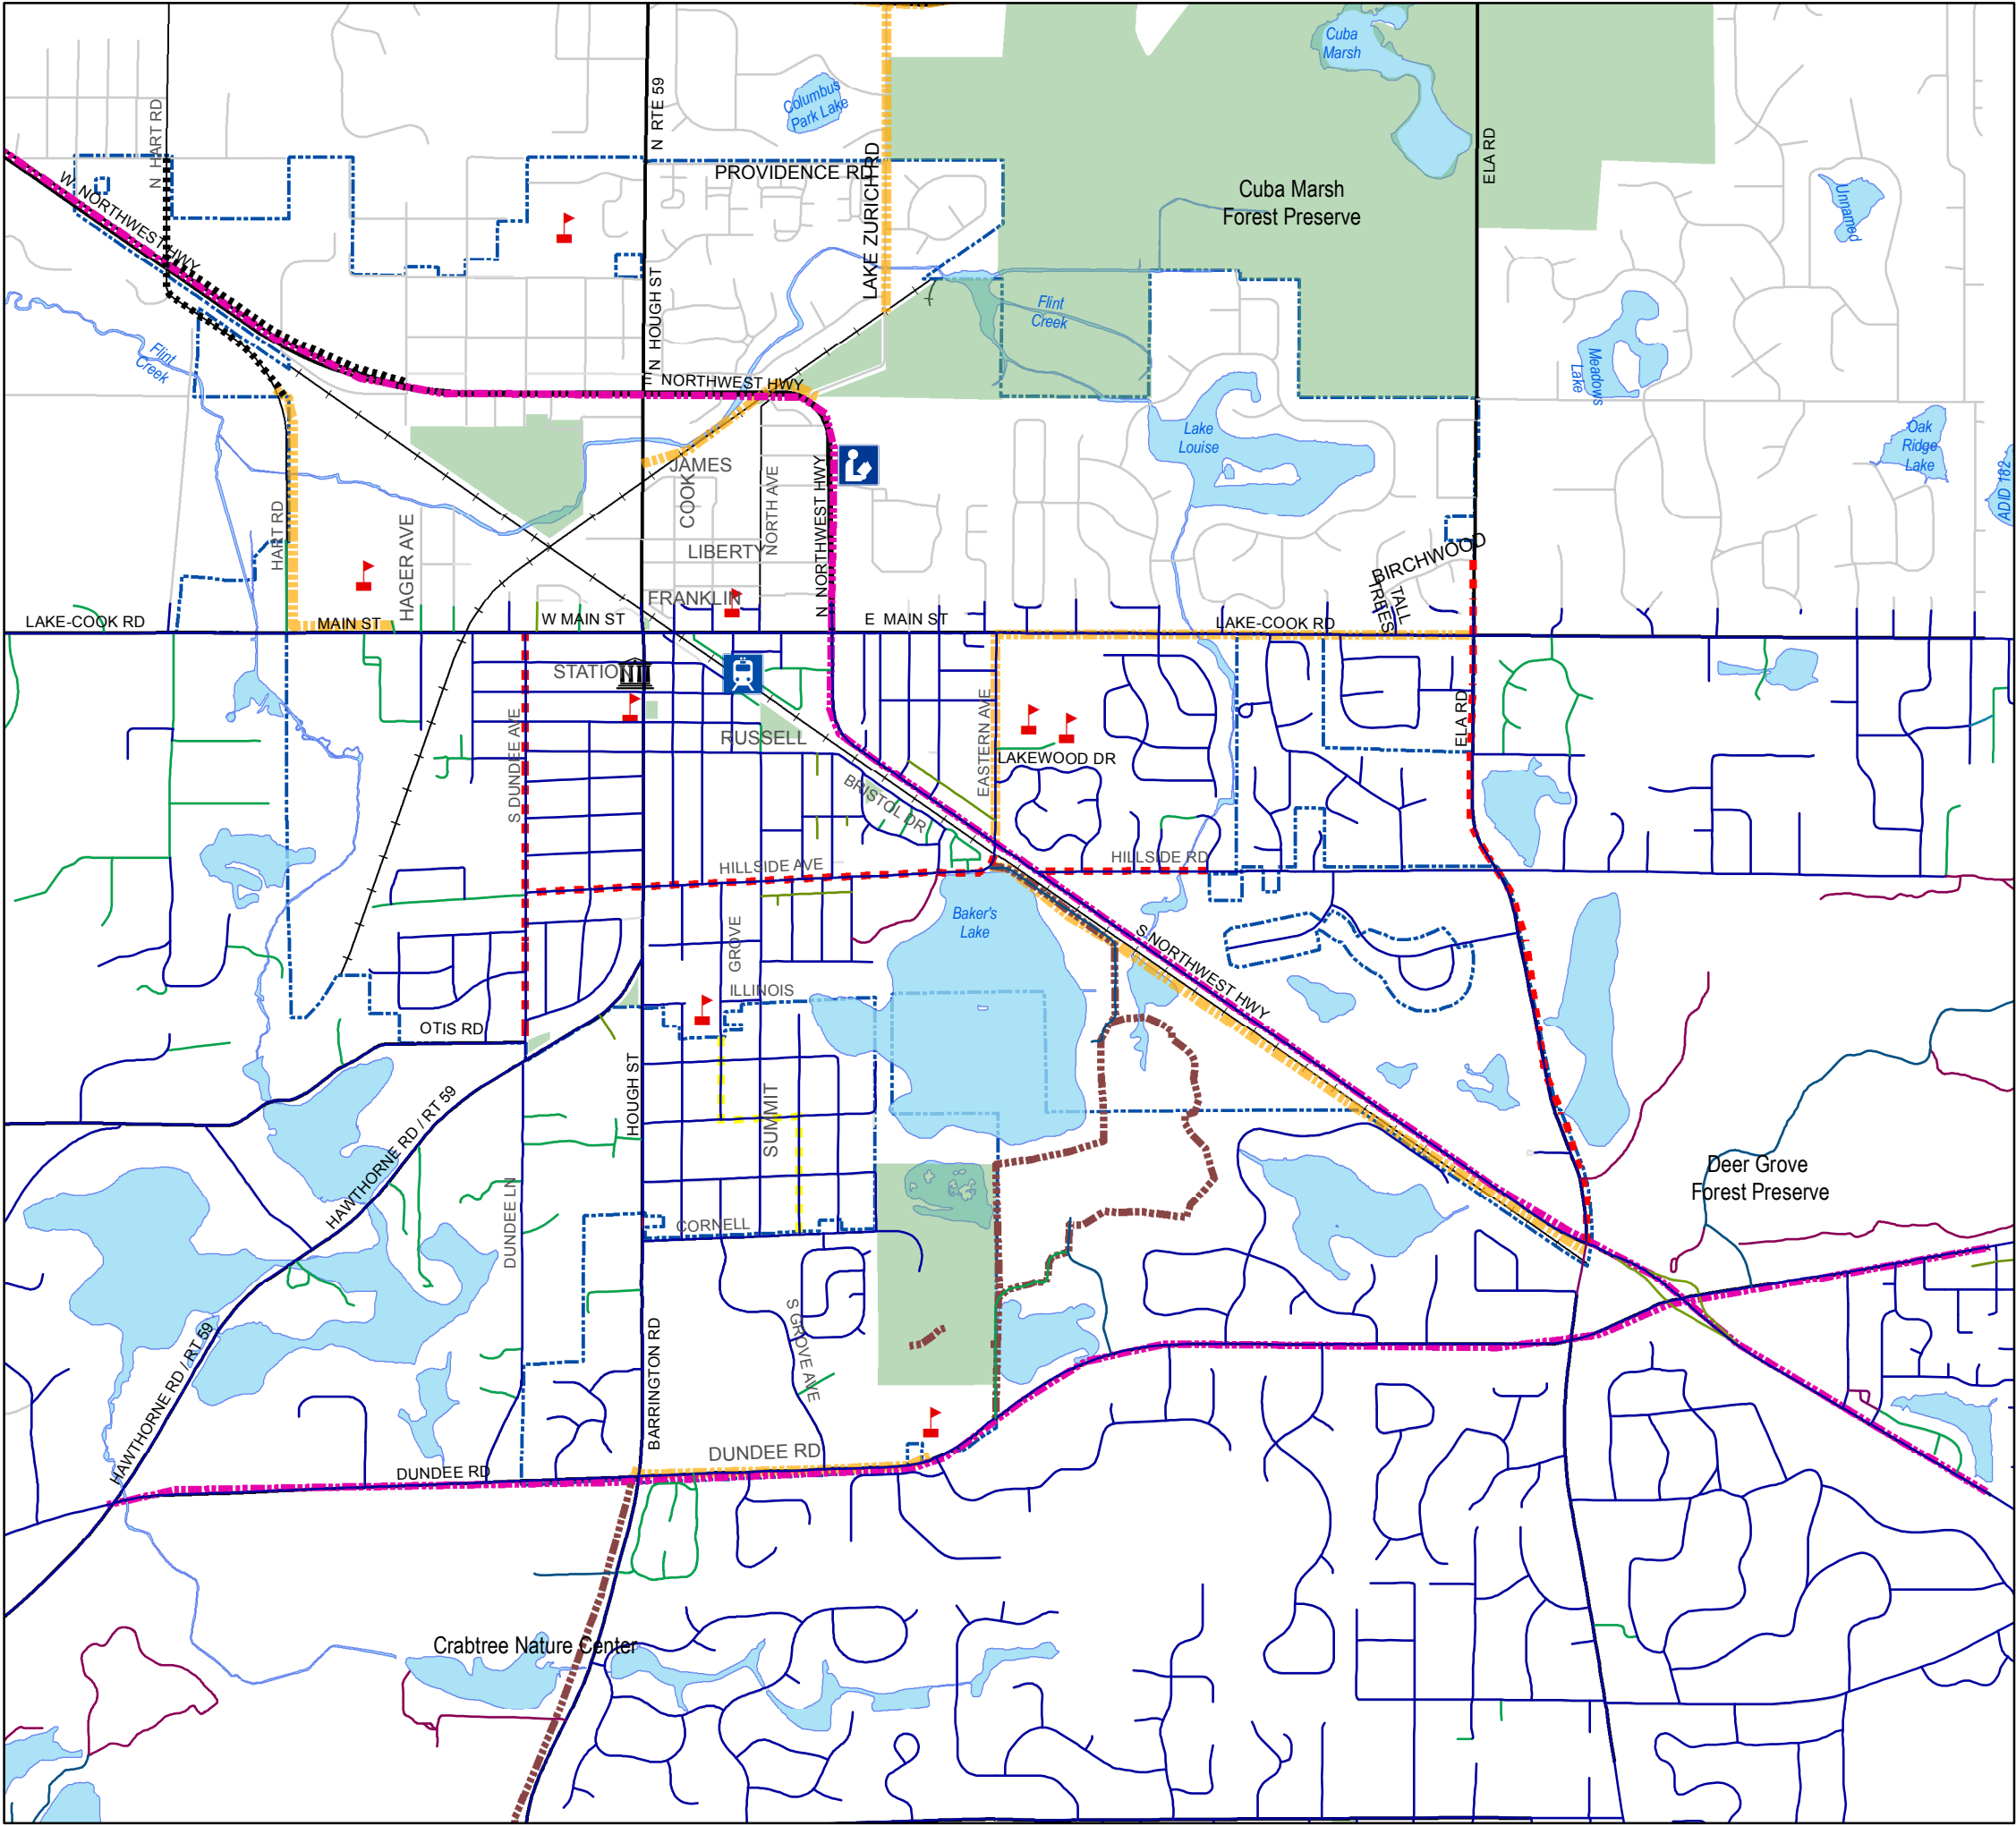 Cuba
Marsh
N HART RD
N RTE 59
Columbus
Park Lake
ELA RD
PROVIDENCE RD
LAKE ZURICH RD
Cuba Marsh
Forest Preserve
W NORTHWEST HWY
Unnamed
N HOUGH ST
Flint
Creek
Flint
Creek
E NORTHWEST HWY
Meadows
Lake
Lake
Louise
Oak
Ridge
Lake
JAMES
COOK
NORTH AVE
N NORTHWEST HWY
ADID 182
HART RD
HAGER AVE
LIBERTY
BIRCHWOOD
TALL
TREES
FRANKLIN
LAKE-COOK RD
MAIN ST
W MAIN ST
E MAIN ST
LAKE-COOK RD
STATION
S DUNDEE AVE
RUSSELL
EASTERN AVE
ELA RD
LAKEWOOD DR
BRISTOL DR
HILLSIDE AVE
HILLSIDE RD
Baker's
Lake
GROVE
S NORTHWEST HWY
ILLINOIS
OTIS RD
HOUGH ST
SUMMIT
HAWTHORNE RD / RT 59
Deer Grove
Forest Preserve
DUNDEE LN
CORNELL
S GROVE AVE
HAWTHORNE RD / RT 59
BARRINGTON RD
DUNDEE RD
DUNDEE RD
Crabtree Nature Center